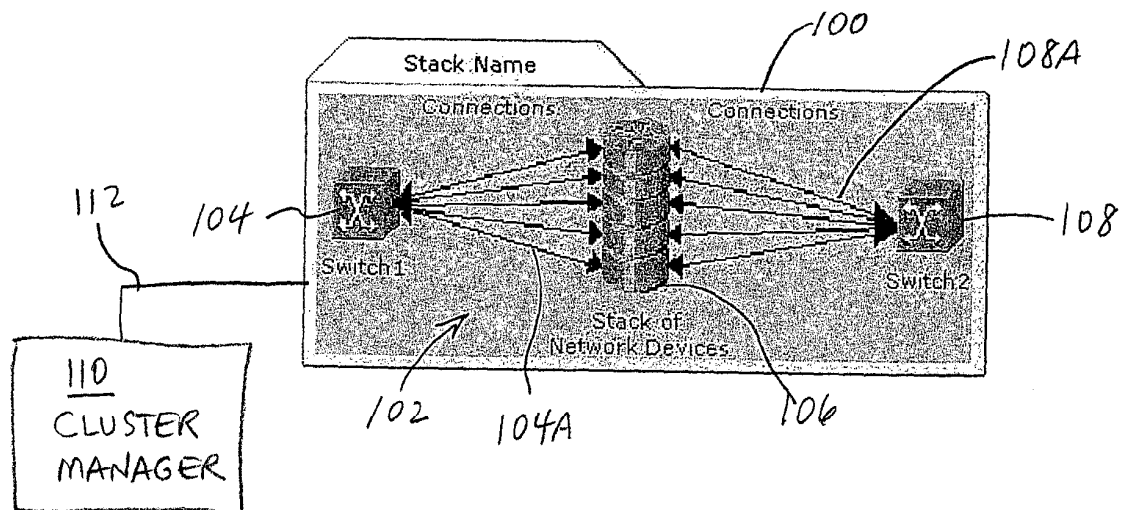 100
108A
Stack Name
Connections
Connections
112
104
108
Switch1
Switch2
Stack of
Network Devices
110
CLUSTER
MANAGER
102
104A
106